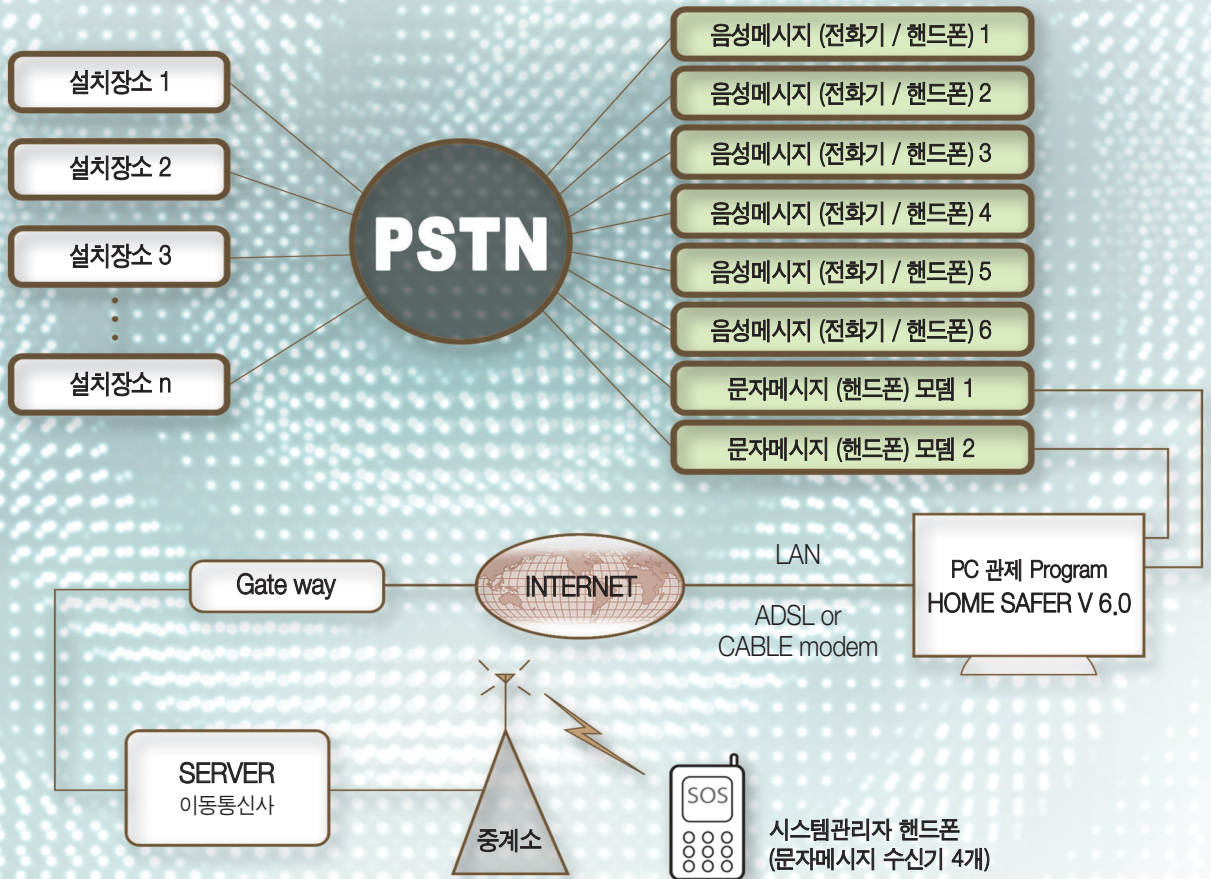 설치장소 1
설치장소 2
설치장소 3
설치장소 n
PSTN
음성메시지 (전화기 / 핸드폰) 1
음성메시지 (전화기 / 핸드폰) 2
음성메시지 (전화기 / 핸드폰) 3
음성메시지 (전화기 / 핸드폰) 4
음성메시지 (전화기 / 핸드폰) 5
음성메시지 (전화기 / 핸드폰) 6
문자메시지 (핸드폰) 모뎀 1
문자메시지 (핸드폰) 모뎀 2
Gate way
INTERNET
LAN
ADSL or
CABLE modem
PC 관제 Program
HOME SAFER V 6.0
SERVER
이동통신사
중계소
SOS
시스템관리자 핸드폰
(문자메시지 수신기 4개)